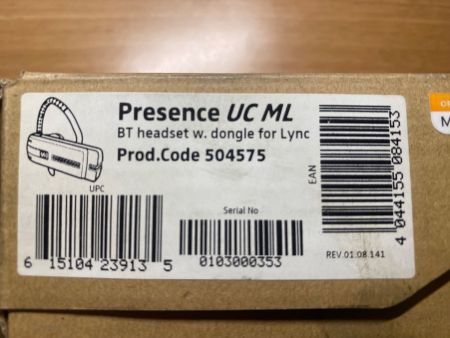 Presence UC ML
BT headset w. dongle for Lync
Prod.Code 504575
UPC
6 15104 23913 5
Serial No
0103000353
EAN
4 044155 084153
REV.01.08.141
M